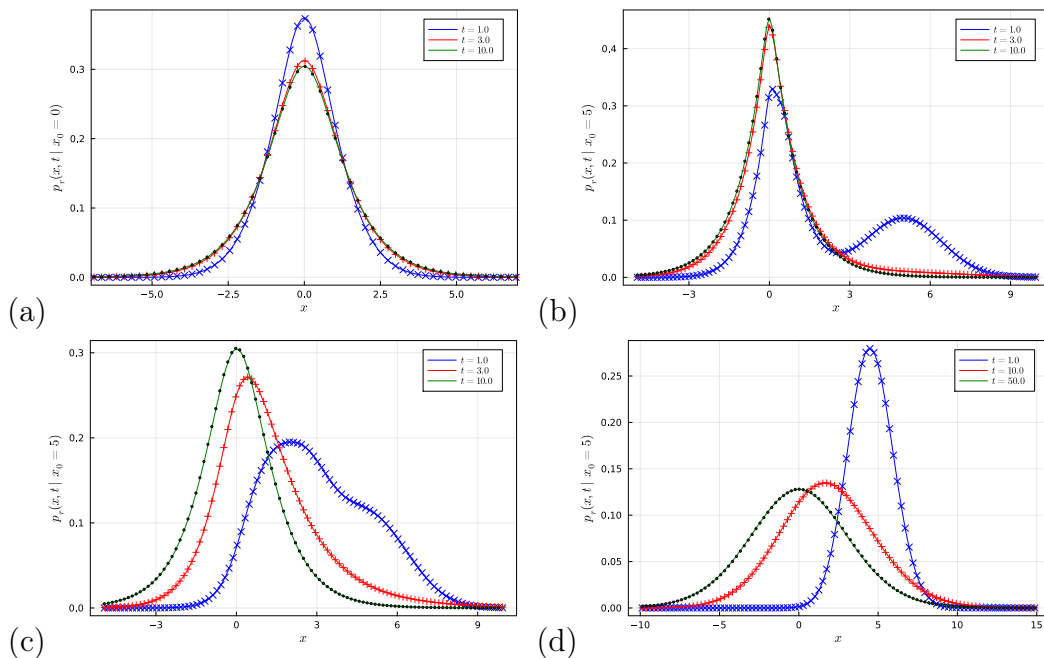 0.3
0.2
0.1
0.0
p_r(x, t | x_0 = 0)
t = 1.0
t = 3.0
t = 10.0
−5.0
−2.5
0.0
2.5
5.0
x
(a)
0.4
0.3
0.2
0.1
0.0
p_r(x, t | x_0 = 5)
t = 1.0
t = 3.0
t = 10.0
−3
0
3
6
9
x
(b)
0.3
0.2
0.1
0.0
p_r(x, t | x_0 = 5)
t = 1.0
t = 3.0
t = 10.0
−3
0
3
6
9
x
(c)
0.25
0.20
0.15
0.10
0.05
0.00
p_r(x, t | x_0 = 5)
t = 1.0
t = 10.0
t = 50.0
−10
−5
0
5
10
15
x
(d)